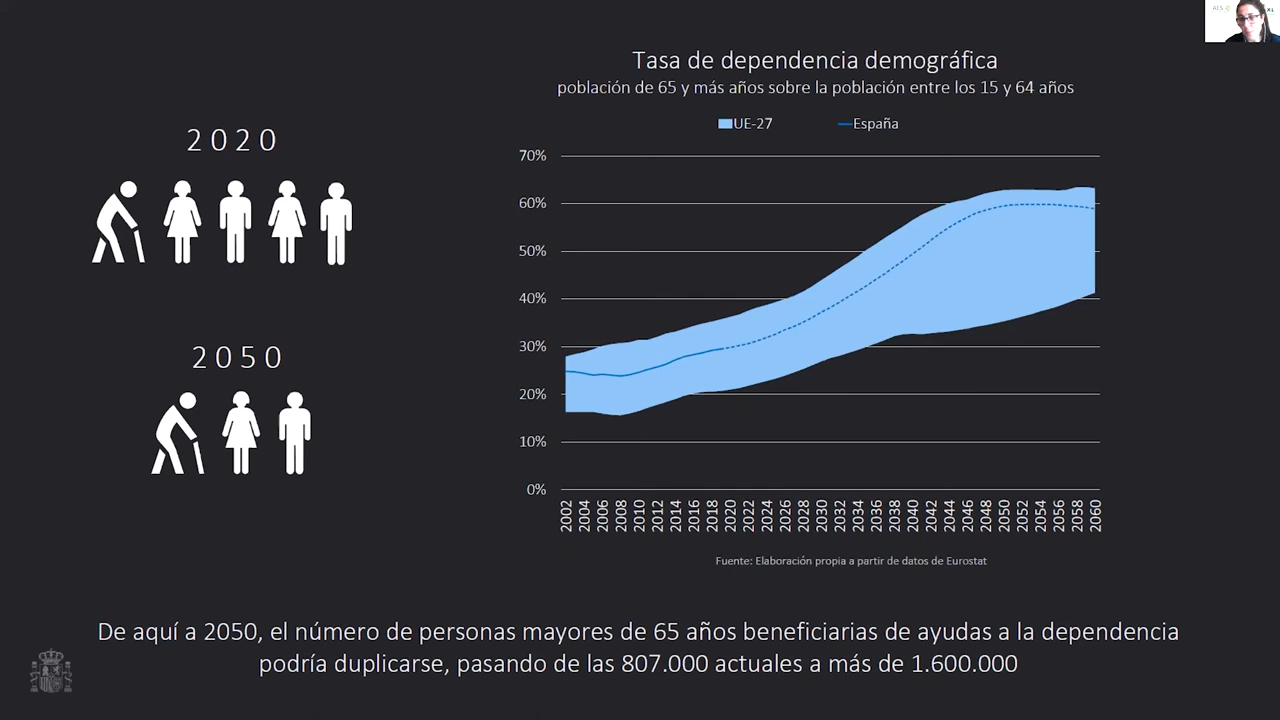 Tasa de dependencia demográfica
población de 65 y más años sobre la población entre los 15 y 64 años
UE-27 España
2020
2050
70%
60%
50%
40%
30%
20%
10%
0%
2002 2004 2006 2008 2010 2012 2014 2016 2018 2020 2022 2024 2026 2028 2030 2032 2034 2036 2038 2040 2042 2044 2046 2048 2050 2052 2054 2056 2058 2060
Fuente: Elaboración propia a partir de datos de Eurostat
De aquí a 2050, el número de personas mayores de 65 años beneficiarias de ayudas a la dependencia
podría duplicarse, pasando de las 807.000 actuales a más de 1.600.000